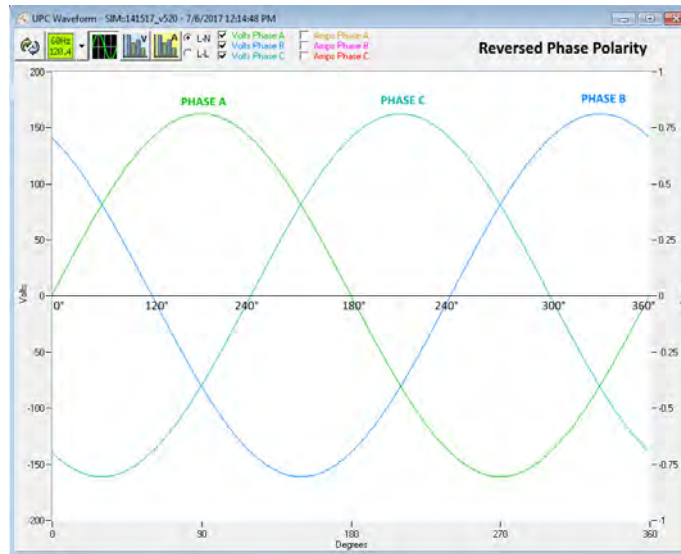 UPC Waveform - SIMs:141517_v520 - 7/6/2017 12:14:48 PM
60Hz
120.4
V
A
L-N
L-L
Volts Phase A
Volts Phase B
Volts Phase C
Amps Phase A
Amps Phase B
Amps Phase C
Reversed Phase Polarity
200
150
100
50
0
-50
-100
-150
-200
Volts
PHASE A
PHASE C
PHASE B
0° 120° 240° 180° 240° 300° 360°
1
0.75
0.5
0.25
0
-0.25
-0.5
-0.75
-1
0 90 180 270 360
Degrees